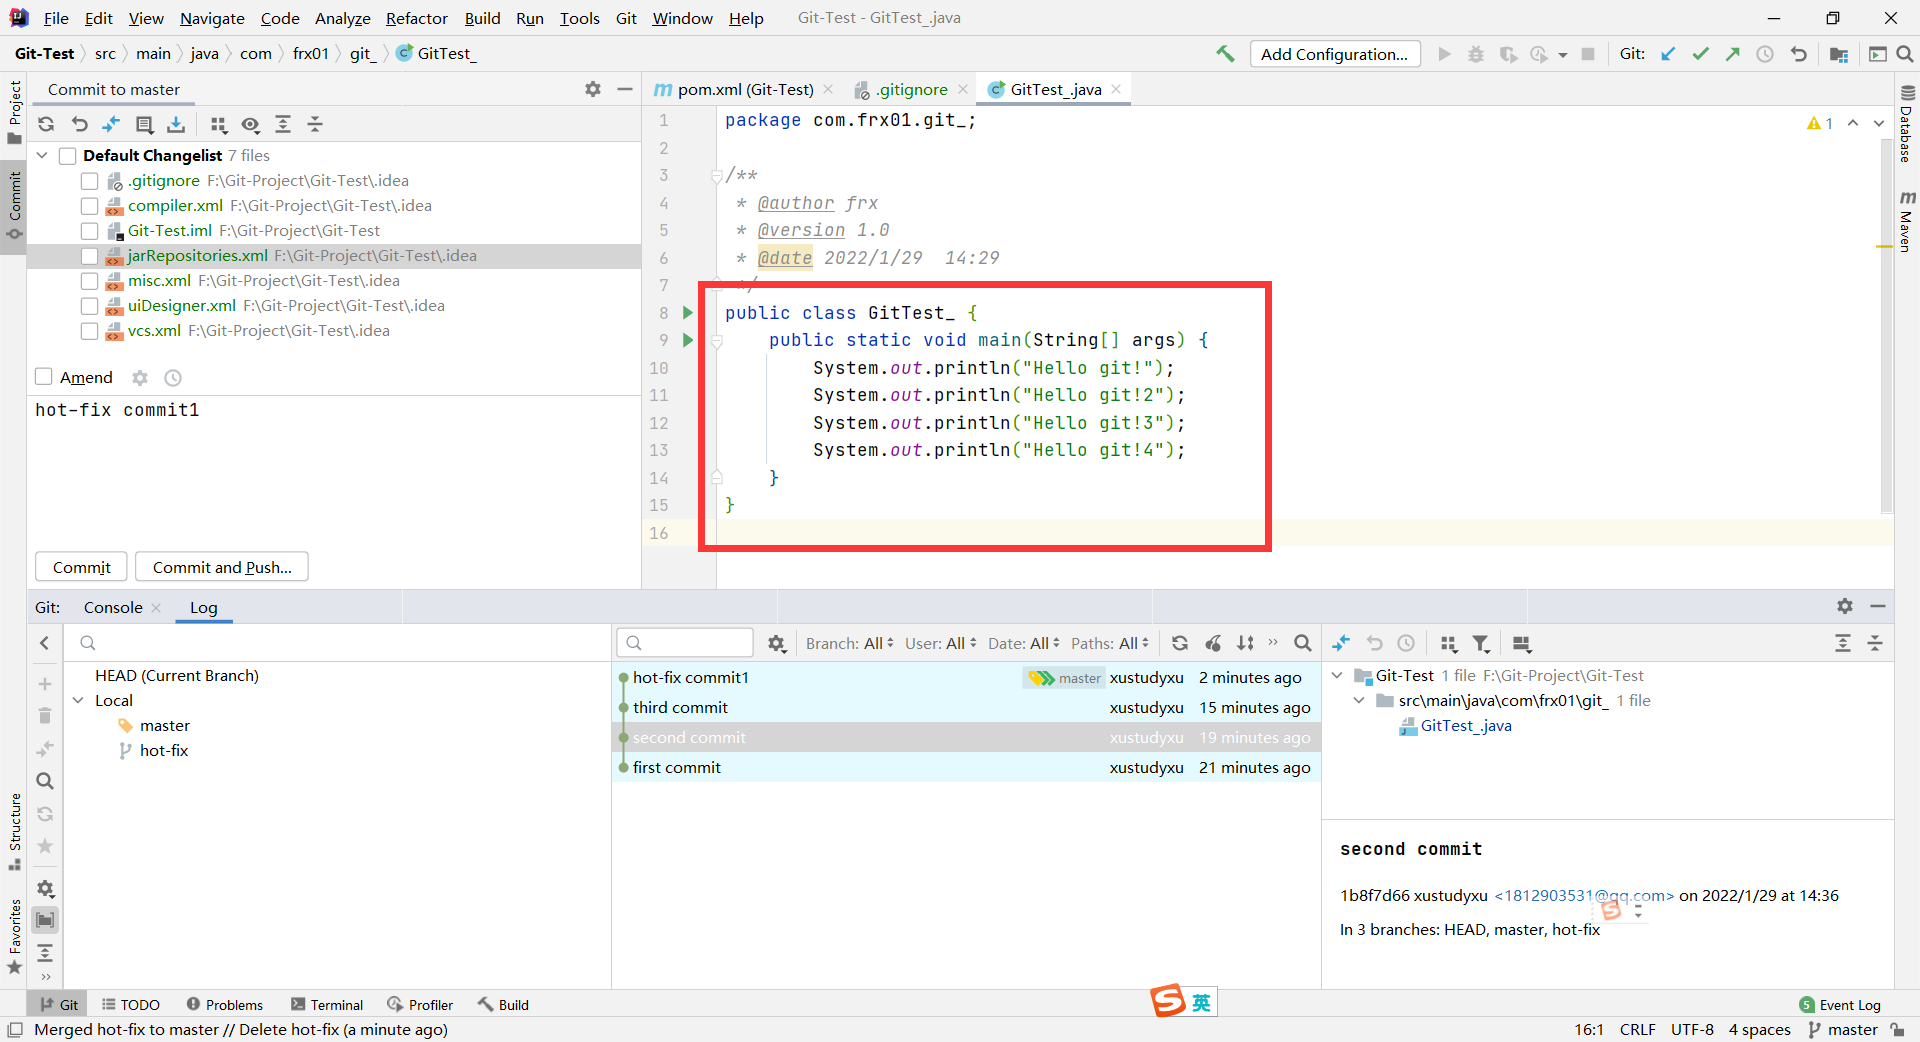 File Edit View Navigate Code Analyze Refactor Build Run Tools Git Window Help Git-Test - GitTest_.java
Git-Test src main java com frx01 git_ GitTest_ Add Configuration... Git:
Project
Commit
Structure
Favorites
Commit to master
Default Changelist 7 files
.gitignore F:\Git-Project\Git-Test\.idea
compiler.xml F:\Git-Project\Git-Test\.idea
Git-Test.iml F:\Git-Project\Git-Test
jarRepositories.xml F:\Git-Project\Git-Test\.idea
misc.xml F:\Git-Project\Git-Test\.idea
uiDesigner.xml F:\Git-Project\Git-Test\.idea
vcs.xml F:\Git-Project\Git-Test\.idea
Amend
hot-fix commit1
Commit Commit and Push...
pom.xml (Git-Test) .gitignore GitTest_.java
1 package com.frx01.git_; 1
2
3 /**
4 * @author frx
5 * @version 1.0
6 * @date 2022/1/29 14:29
7 */
8 public class GitTest_ {
9 public static void main(String[] args) {
10 System.out.println("Hello git!");
11 System.out.println("Hello git!2");
12 System.out.println("Hello git!3");
13 System.out.println("Hello git!4");
14 }
15 }
16
Database
Maven
Git: Console Log
HEAD (Current Branch)
Local
master
hot-fix
Branch: All User: All Date: All Paths: All
hot-fix commit1 master xustudyxu 2 minutes ago
third commit xustudyxu 15 minutes ago
second commit xustudyxu 19 minutes ago
first commit xustudyxu 21 minutes ago
Git-Test 1 file F:\Git-Project\Git-Test
src\main\java\com\frx01\git_ 1 file
GitTest_.java
second commit
1b8f7d66 xustudyxu <1812903531@qq.com> on 2022/1/29 at 14:36
In 3 branches: HEAD, master, hot-fix
Git TODO Problems Terminal Profiler Build 英 5 Event Log
Merged hot-fix to master // Delete hot-fix (a minute ago) 16:1 CRLF UTF-8 4 spaces master